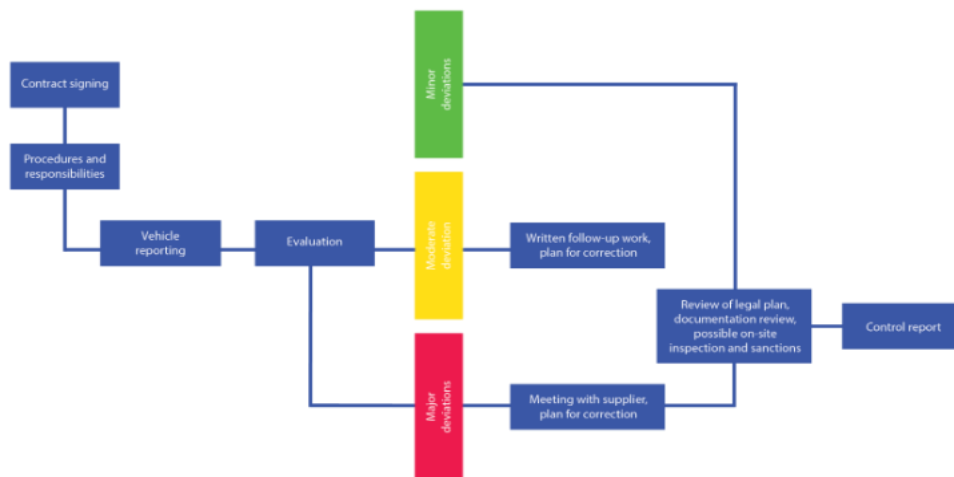 Contract signing
Procedures and
responsibilities
Vehicle
reporting
Evaluation
Minor
deviations
Moderate
deviation
Major
deviations
Written follow-up work,
plan for correction
Meeting with supplier,
plan for correction
Review of legal plan,
documentation review,
possible on-site
inspection and sanctions
Control report